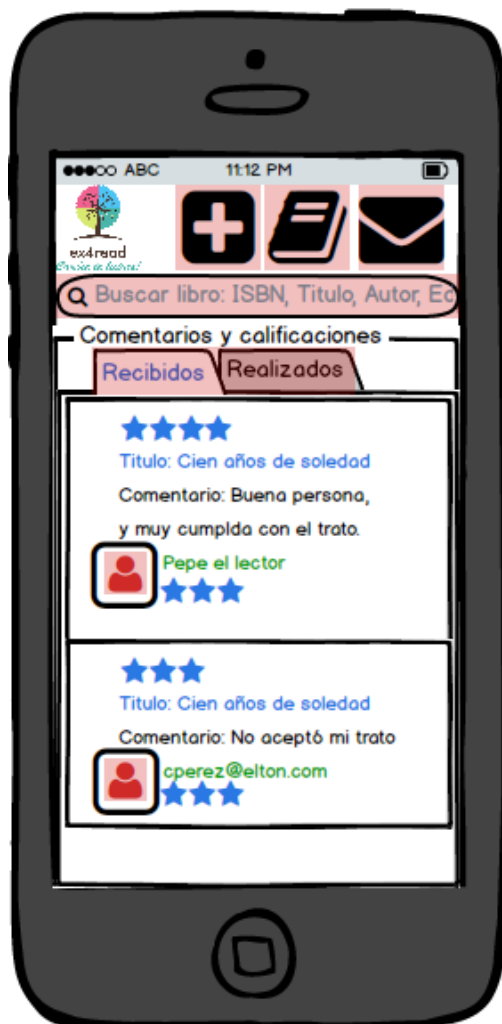 ABC
11:12 PM
ex4read
Buscar libro: ISBN, Titulo, Autor, Ed
Comentarios y calificaciones
Recibidos
Realizados
Titulo: Cien años de soledad
Comentario: Buena persona,
y muy cumplda con el trato.
Pepe el lector
Titulo: Cien años de soledad
Comentario: No aceptó mi trato
cperez@elton.com